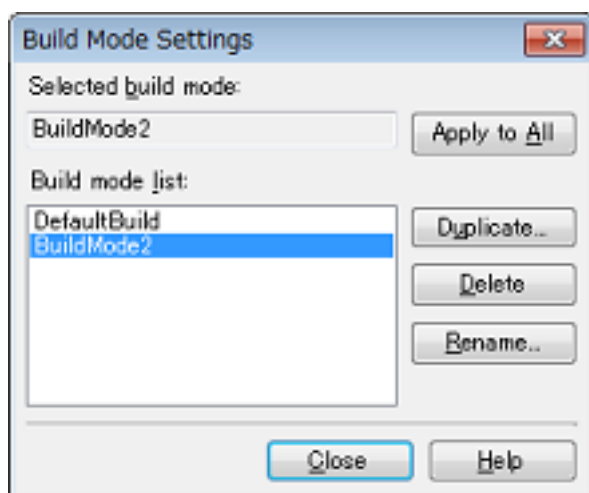 Build Mode Settings
Selected build mode:
BuildMode2
Apply to All
Build mode list:
DefaultBuild
BuildMode2
Duplicate...
Delete
Rename...
Close
Help